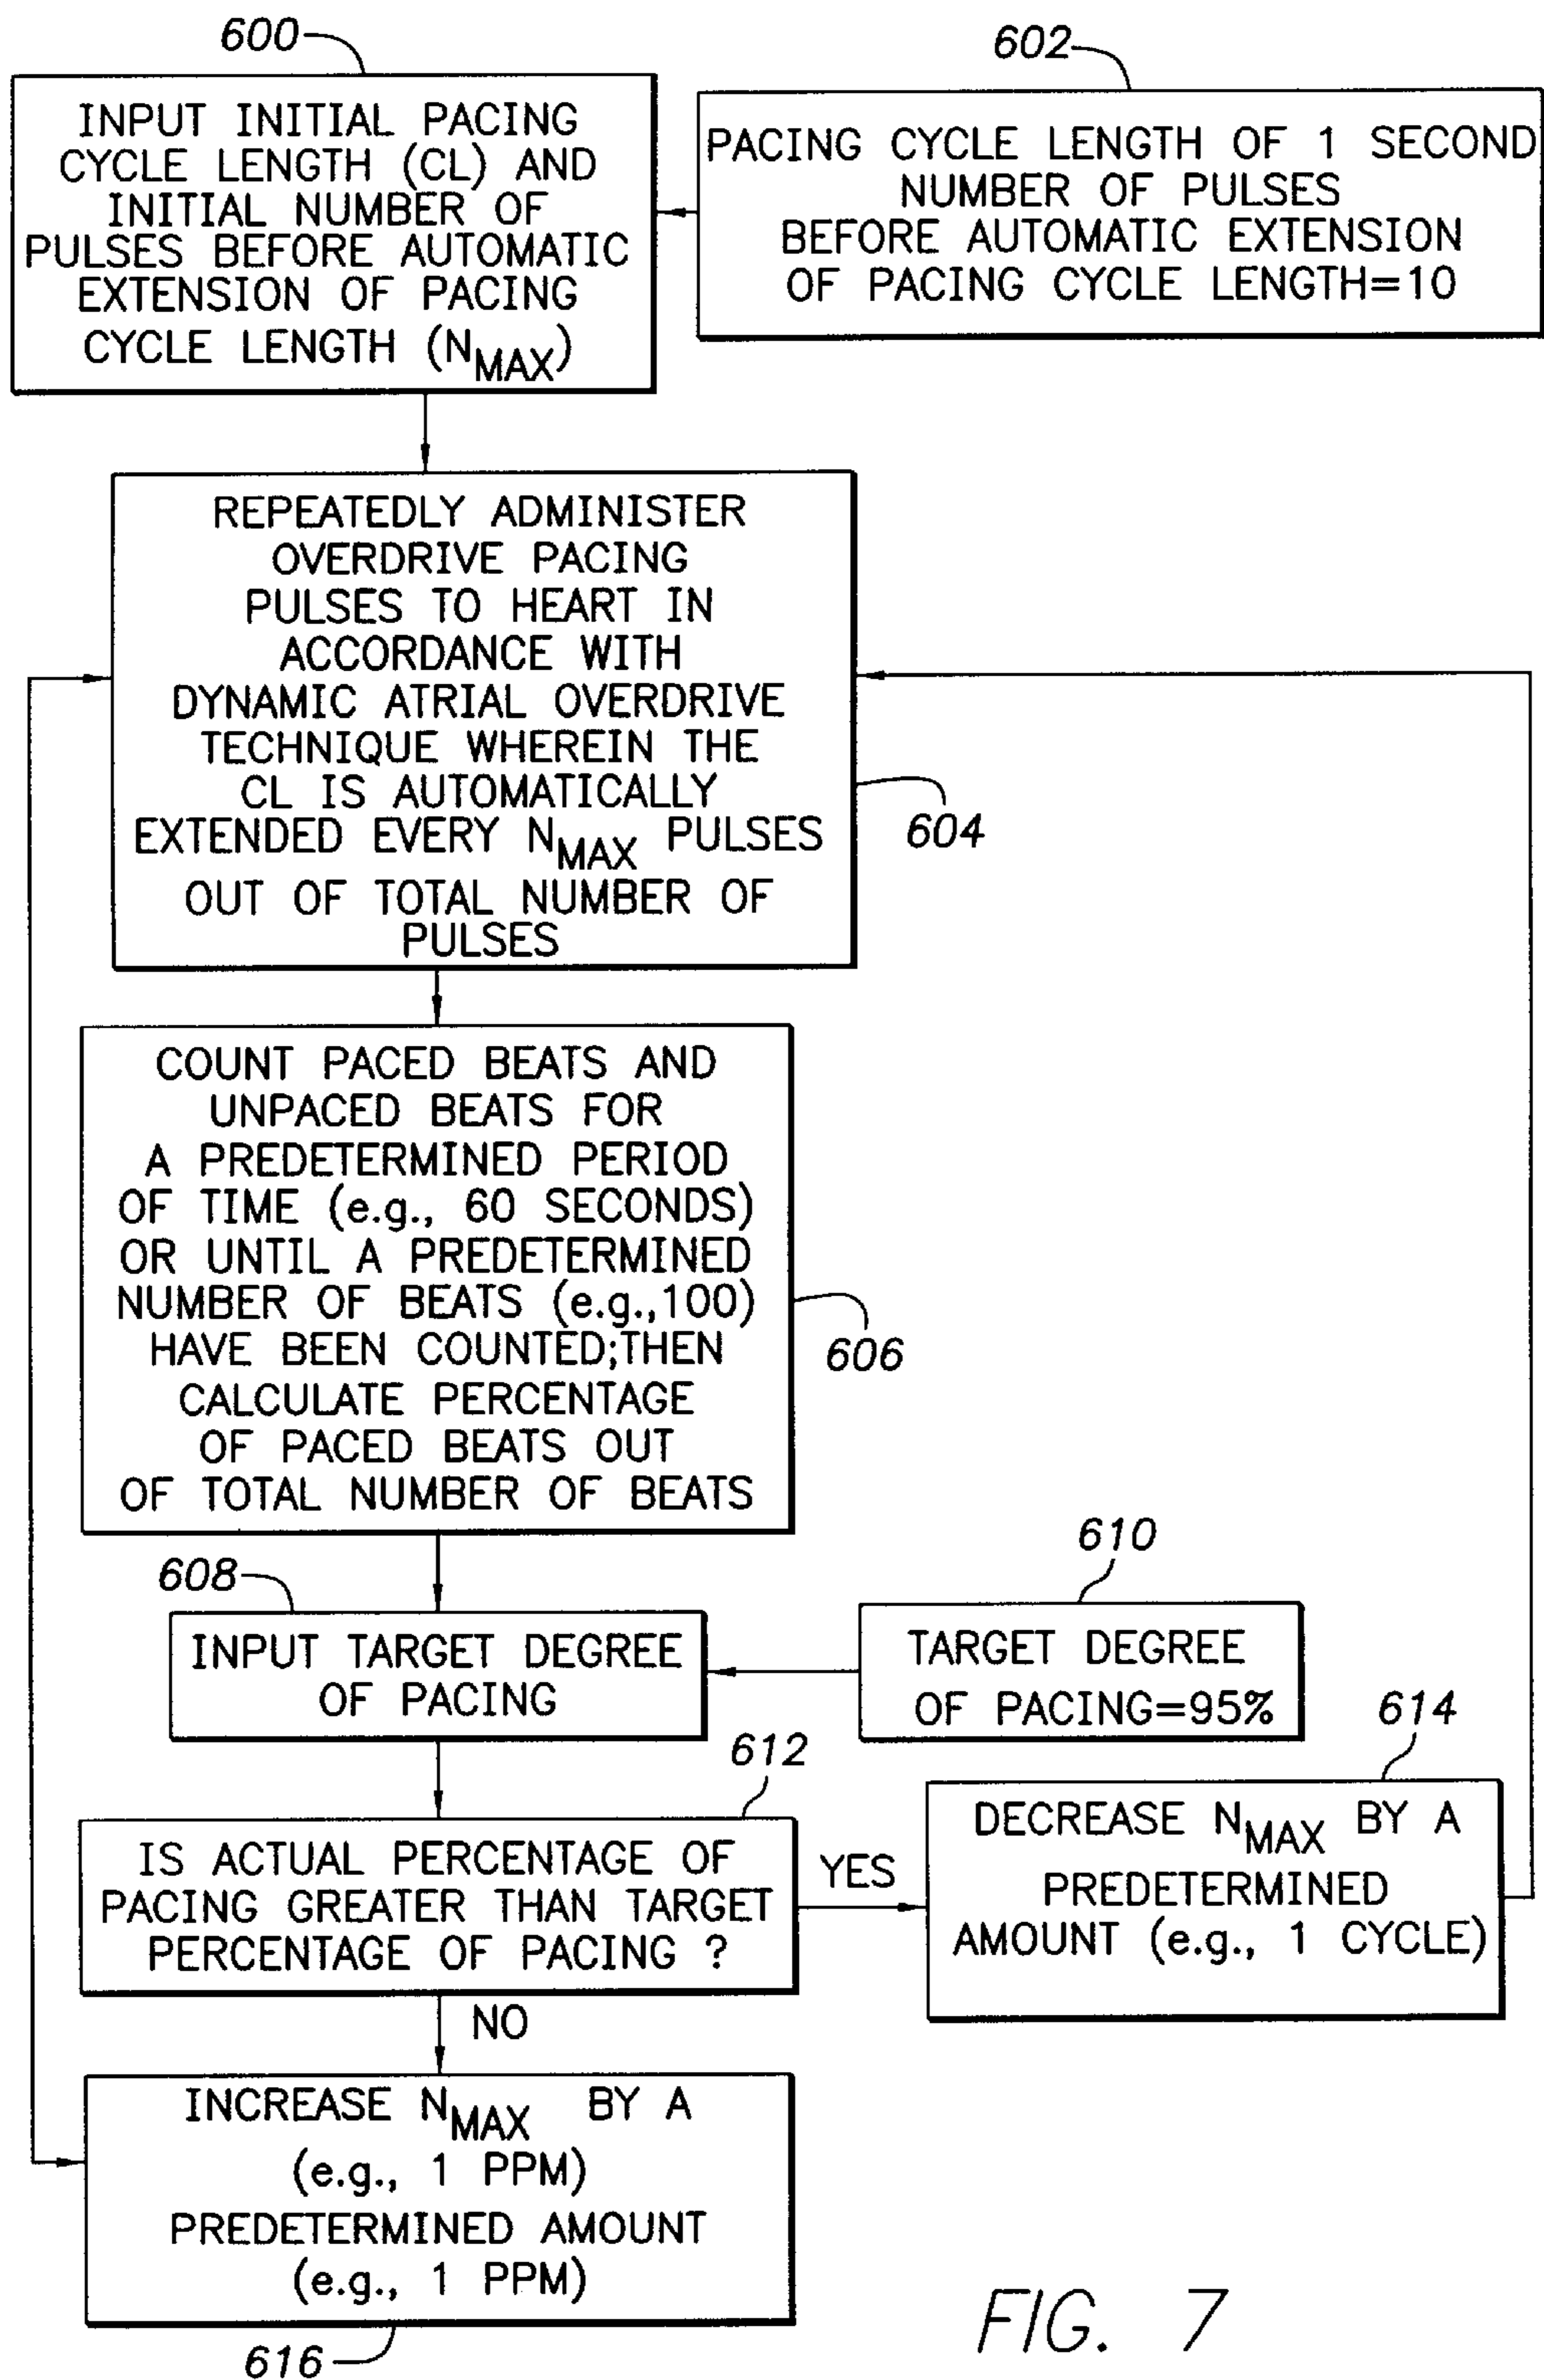 600
602
INPUT INITIAL PACING
CYCLE LENGTH (CL) AND
INITIAL NUMBER OF
PULSES BEFORE AUTOMATIC
EXTENSION OF PACING
CYCLE LENGTH (NMAX)
PACING CYCLE LENGTH OF 1 SECOND
NUMBER OF PULSES
BEFORE AUTOMATIC EXTENSION
OF PACING CYCLE LENGTH=10
REPEATEDLY ADMINISTER
OVERDRIVE PACING
PULSES TO HEART IN
ACCORDANCE WITH
DYNAMIC ATRIAL OVERDRIVE
TECHNIQUE WHEREIN THE
CL IS AUTOMATICALLY
EXTENDED EVERY NMAX PULSES
OUT OF TOTAL NUMBER OF
PULSES
604
COUNT PACED BEATS AND
UNPACED BEATS FOR
A PREDETERMINED PERIOD
OF TIME (e.g., 60 SECONDS)
OR UNTIL A PREDETERMINED
NUMBER OF BEATS (e.g.,100)
HAVE BEEN COUNTED;THEN
CALCULATE PERCENTAGE
OF PACED BEATS OUT
OF TOTAL NUMBER OF BEATS
606
608
INPUT TARGET DEGREE
OF PACING
610
TARGET DEGREE
OF PACING=95%
612
IS ACTUAL PERCENTAGE OF
PACING GREATER THAN TARGET
PERCENTAGE OF PACING ?
YES
614
DECREASE NMAX BY A
PREDETERMINED
AMOUNT (e.g., 1 CYCLE)
NO
INCREASE NMAX BY A
(e.g., 1 PPM)
PREDETERMINED AMOUNT
(e.g., 1 PPM)
616
FIG. 7